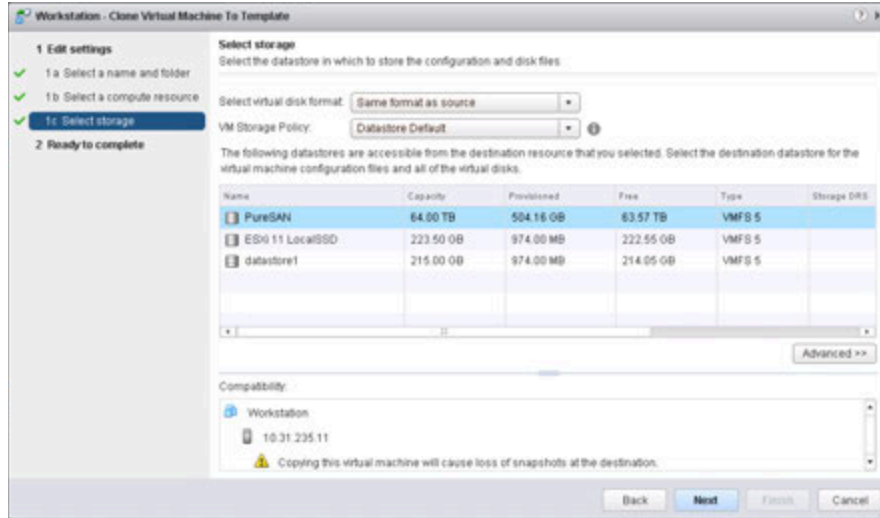 Workstation - Clone Virtual Machine To Template
1 Edit settings
1a Select a name and folder
1b Select a compute resource
1c Select storage
2 Ready to complete
Select storage
Select the datastore in which to store the configuration and disk files
Select virtual disk format: Same format as source
VM Storage Policy: Datastore Default
The following datastores are accessible from the destination resource that you selected. Select the destination datastore for the
virtual machine configuration files and all of the virtual disks.
Name Capacity Provisioned Free Type Storage DRS
PureSAN 64.00 TB 504.16 GB 63.57 TB VMFS 5
ESXi 11 LocalSSD 223.50 GB 974.00 MB 222.55 GB VMFS 5
datastore1 215.00 GB 974.00 MB 214.05 GB VMFS 5
Advanced >>
Compatibility:
Workstation
10.31.235.11
Copying this virtual machine will cause loss of snapshots at the destination.
Back Next Finish Cancel